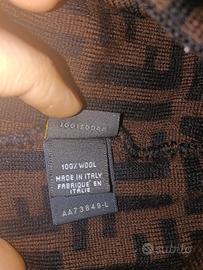 100% WOOL
MADE IN ITALY
FABRIQUÉ EN
ITALIE
AA73849-L
subito